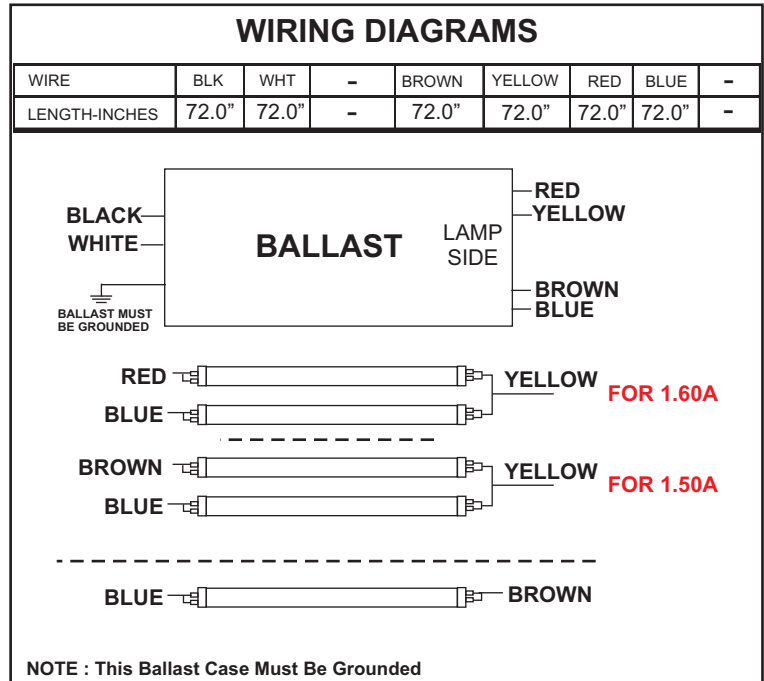 WIRING DIAGRAMS
WIRE BLK WHT - BROWN YELLOW RED BLUE -
LENGTH-INCHES 72.0” 72.0” - 72.0” 72.0” 72.0” 72.0” -
RED
BLACK
YELLOW
WHITE
BALLAST
LAMP
SIDE
BROWN
BLUE
BALLAST MUST
BE GROUNDED
RED
YELLOW
FOR 1.60A
BLUE
BROWN
YELLOW
FOR 1.50A
BLUE
BLUE
BROWN
NOTE : This Ballast Case Must Be Grounded